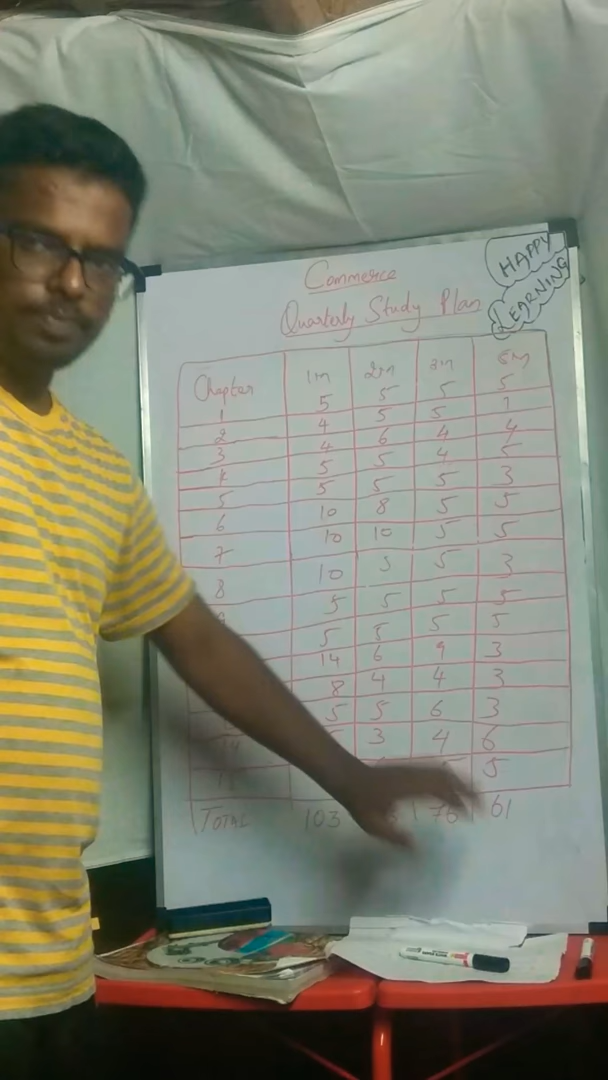 HAPPY
LEARNING
Commerce
Quarterly Study Plan
Chapter 1m 2m 3m 5m
1 5 5 5 5
2 4 5 5
3 4 6 4 4
4 5 5 4 5
5 5 5 5 3
6 10 8 5 5
7 10 10 5 5
8 10 5 5 3
5 5 5 5
5 5 5 5
14 6 9 3
8 4 4 3
5 5 6 3
3 4 6
5
TOTAL 103 76 61